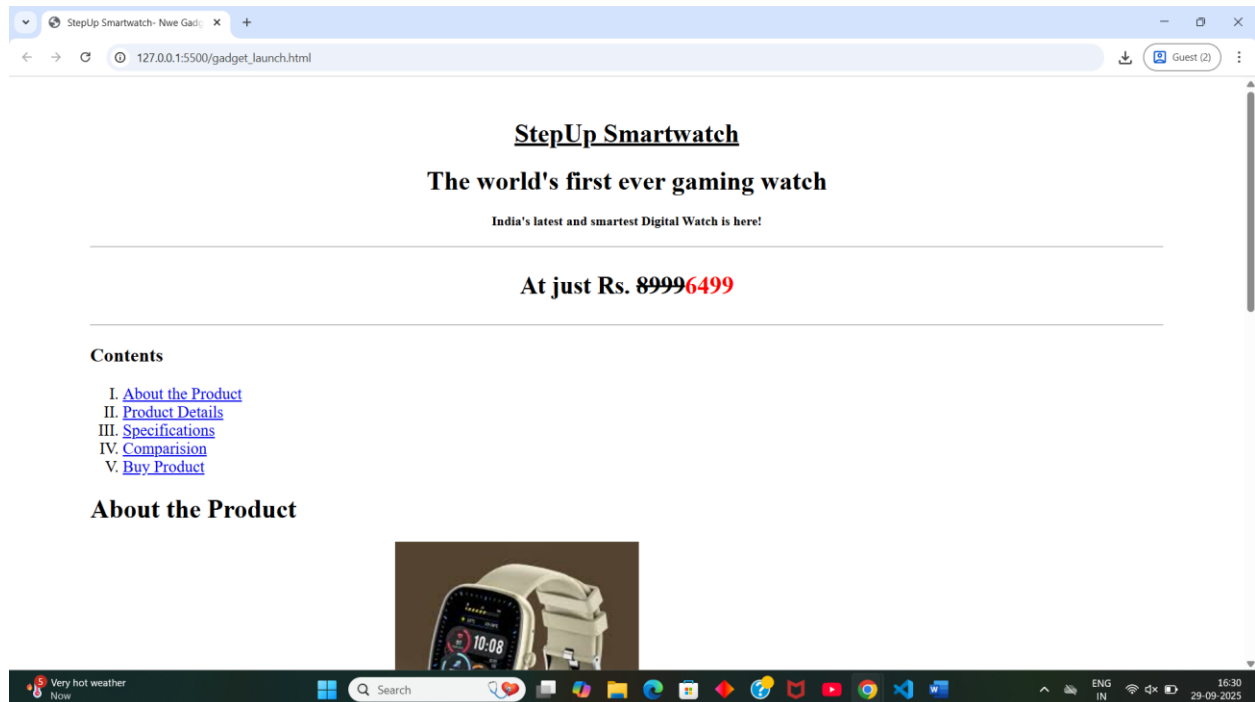 StepUp Smartwatch- Nwe Gadg
127.0.0.1:5500/gadget_launch.html
Guest (2)
StepUp Smartwatch
The world's first ever gaming watch
India's latest and smartest Digital Watch is here!
At just Rs. 89996499
Contents
I. About the Product
II. Product Details
III. Specifications
IV. Comparision
V. Buy Product
About the Product
10:08
5
Very hot weather
Now
Search
ENG
IN
16:30
29-09-2025